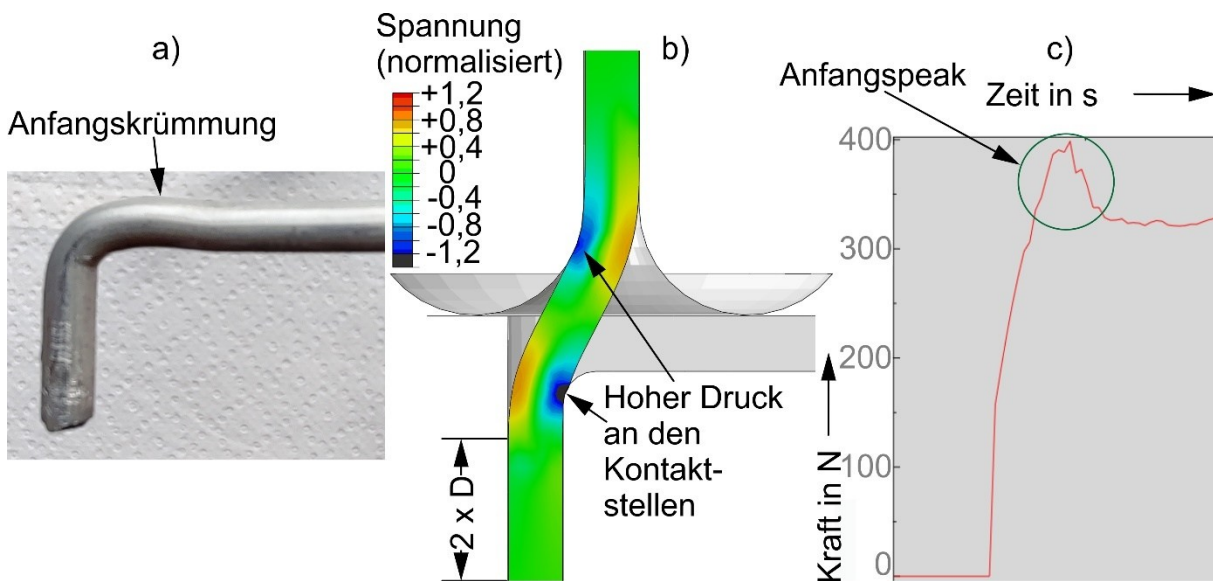 a)
Anfangskrümmung
Spannung
(normalisiert)
+1,2
+0,8
+0,4
0
-0,4
-0,8
-1,2
b)
Hoher Druck
an den
Kontakt-
stellen
2 x D
c)
Anfangspeak
Zeit in s
400
300
200
100
0
Kraft in N